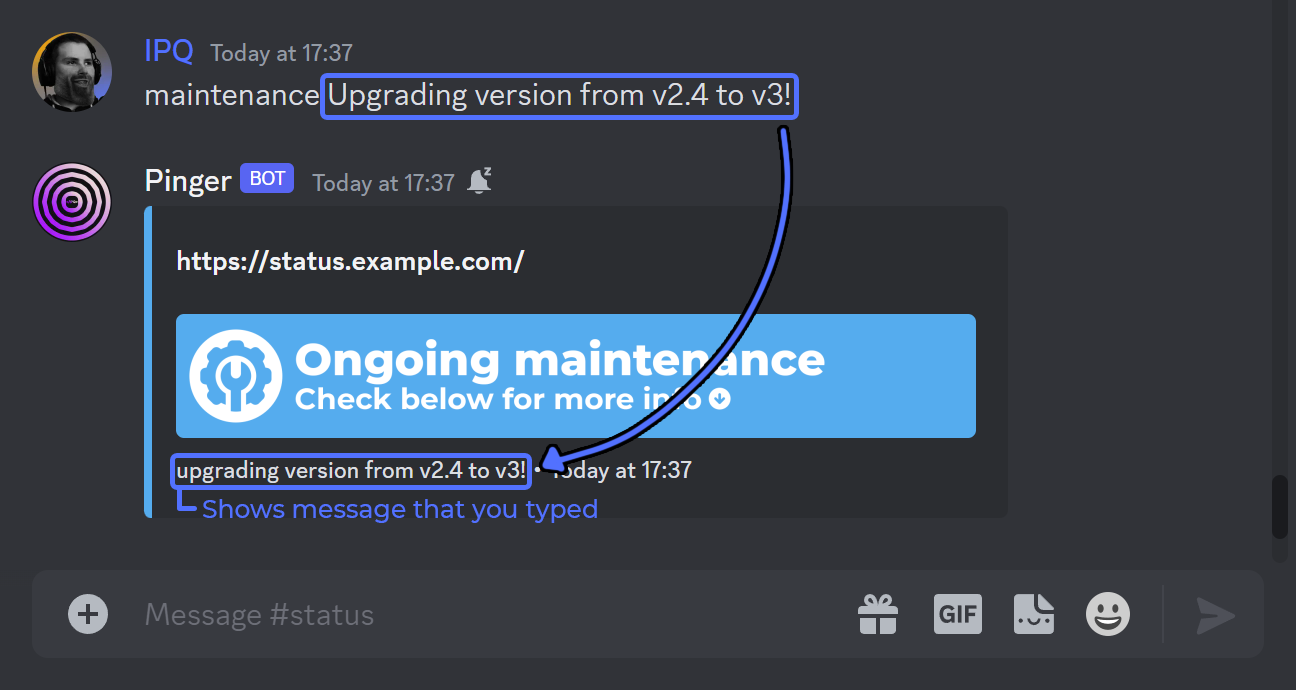 IPQ Today at 17:37
maintenance Upgrading version from v2.4 to v3!
Pinger BOT Today at 17:37
https://status.example.com/
Ongoing maintenance
Check below for more info
upgrading version from v2.4 to v3! • Today at 17:37
Shows message that you typed
Message #status
GIF